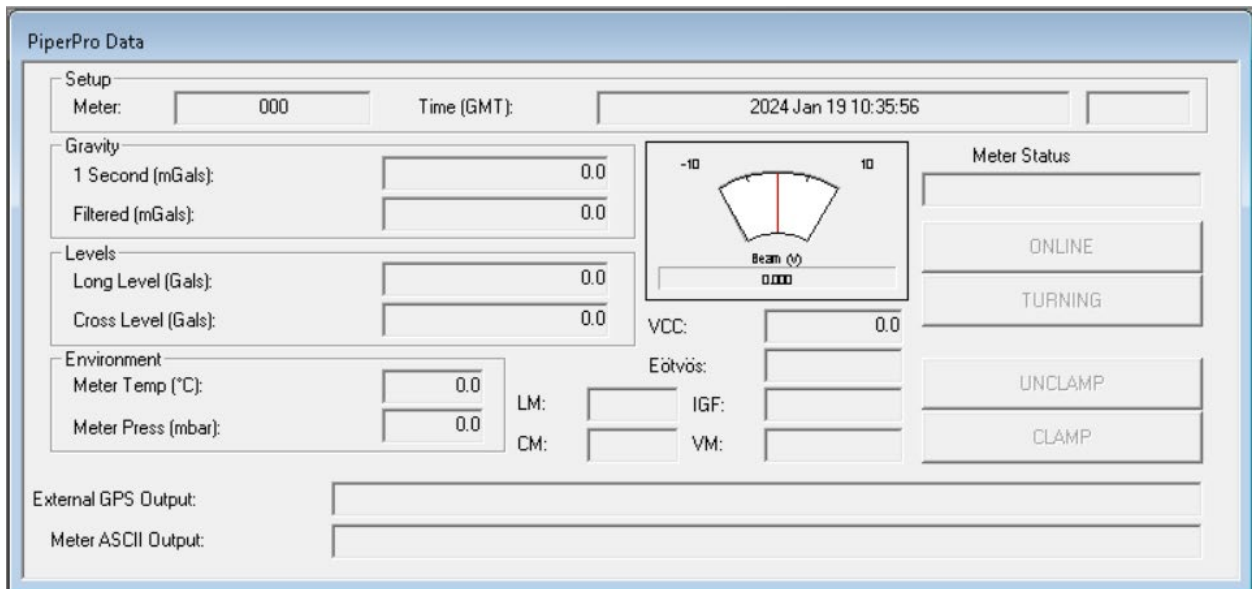 PiperPro Data
Setup
Meter: 000 Time (GMT): 2024 Jan 19 10:35:56
Gravity
1 Second (mGals): 0.0
Filtered (mGals): 0.0
Levels
Long Level (Gals): 0.0
Cross Level (Gals): 0.0
Environment
Meter Temp (°C): 0.0
Meter Press (mbar): 0.0
-10 10
Beam (V)
0.000
VCC: 0.0
Eötvös:
LM: IGF:
CM: VM:
Meter Status
ONLINE
TURNING
UNCLAMP
CLAMP
External GPS Output:
Meter ASCII Output: